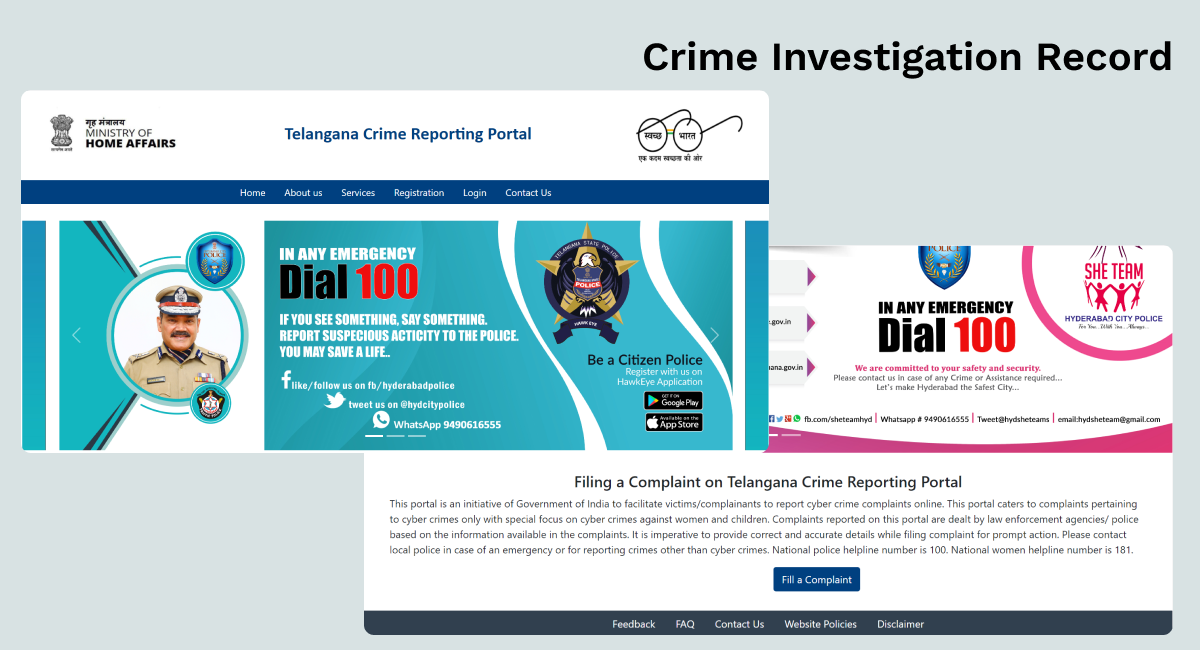 Crime Investigation Record
गृह मंत्रालय
MINISTRY OF
HOME AFFAIRS
Telangana Crime Reporting Portal
स्वच्छ भारत
एक कदम स्वच्छता की ओर
Home About us Services Registration Login Contact Us
POLICE
IN ANY EMERGENCY
Dial 100
IF YOU SEE SOMETHING, SAY SOMETHING.
REPORT SUSPECIOUS ACTICITY TO THE POLICE.
YOU MAY SAVE A LIFE..
like/follow us on fb/hyderabadpolice
tweet us on @hydcitypolice
WhatsApp 9490616555
TELANGANA STATE POLICE
POLICE
HAWK EYE
Be a Citizen Police
Register with us on
HawkEye Application
GET IT ON
Google Play
Available on the
App Store
POLICE
.gov.in
ana.gov.in
IN ANY EMERGENCY
Dial 100
SHE TEAM
HYDERABAD CITY POLICE
For You.. With You.. Always...
We are committed to your safety and security.
Please contact us in case of any Crime or Assistance required...
Let's make Hyderabad the Safest City...
fb.com/sheteamhyd | Whatsapp # 9490616555 | Tweet@hydsheteams | email:hydsheteam@gmail.com
Filing a Complaint on Telangana Crime Reporting Portal
This portal is an initiative of Government of India to facilitate victims/complainants to report cyber crime complaints online. This portal caters to complaints pertaining
to cyber crimes only with special focus on cyber crimes against women and children. Complaints reported on this portal are dealt by law enforcement agencies/ police
based on the information available in the complaints. It is imperative to provide correct and accurate details while filing complaint for prompt action. Please contact
local police in case of an emergency or for reporting crimes other than cyber crimes. National police helpline number is 100. National women helpline number is 181.
Fill a Complaint
Feedback FAQ Contact Us Website Policies Disclaimer